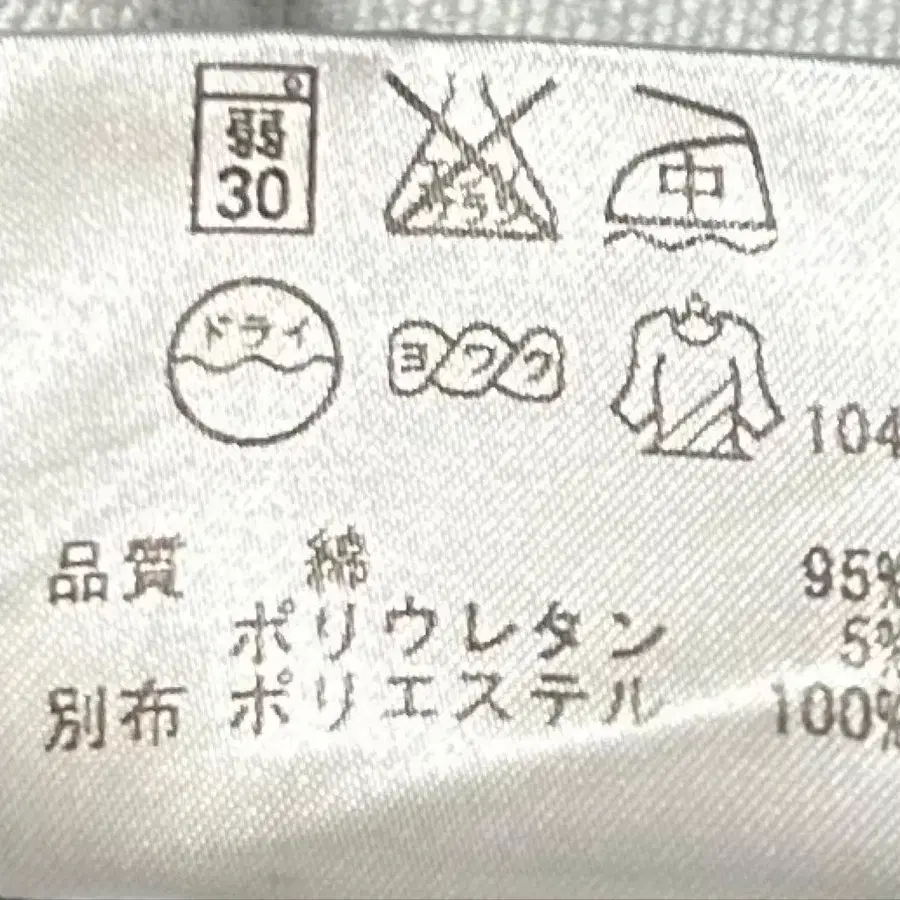 弱
30
中
ドライ
ヨワク
104
品質 綿 95%
ポリウレタン 5%
別布 ポリエステル 100%